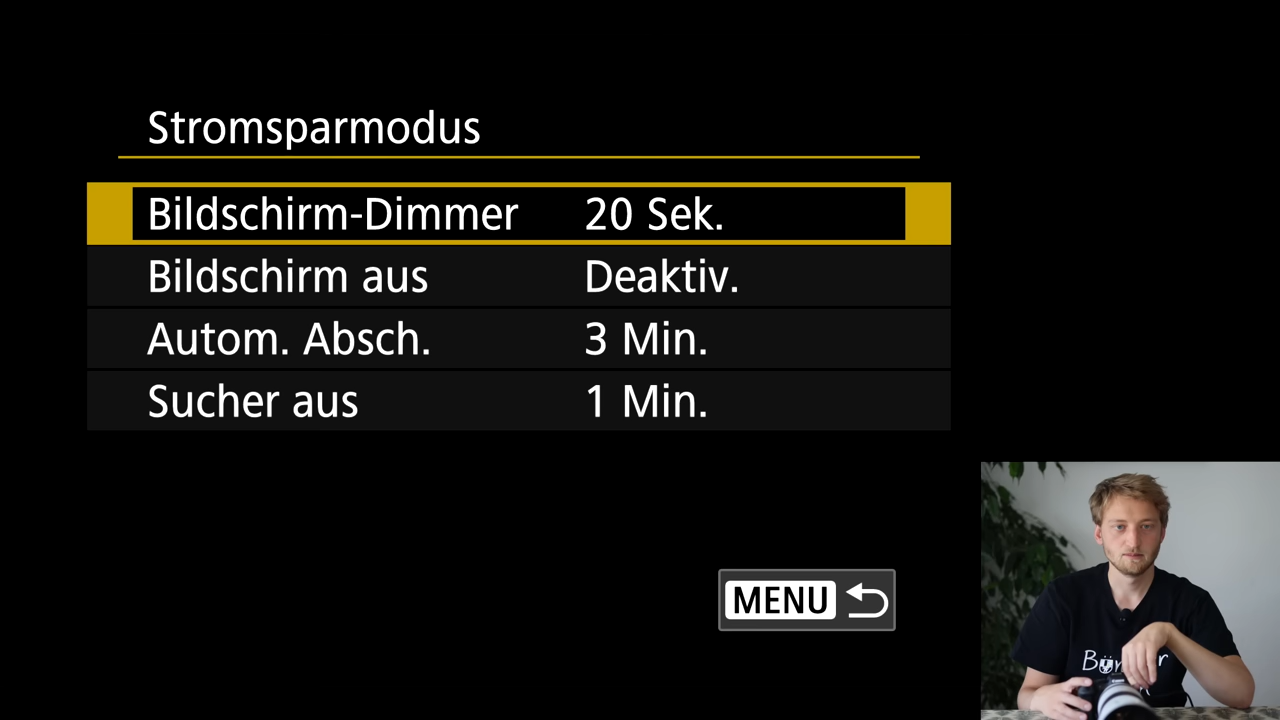 Stromsparmodus
Bildschirm-Dimmer 20 Sek.
Bildschirm aus Deaktiv.
Autom. Absch. 3 Min.
Sucher aus 1 Min.
MENU